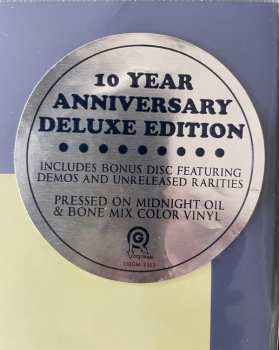 10 YEAR
ANNIVERSARY
DELUXE EDITION
INCLUDES BONUS DISC FEATURING
DEMOS AND UNRELEASED RARITIES
PRESSED ON MIDNIGHT OIL
& BONE MIX COLOR VINYL